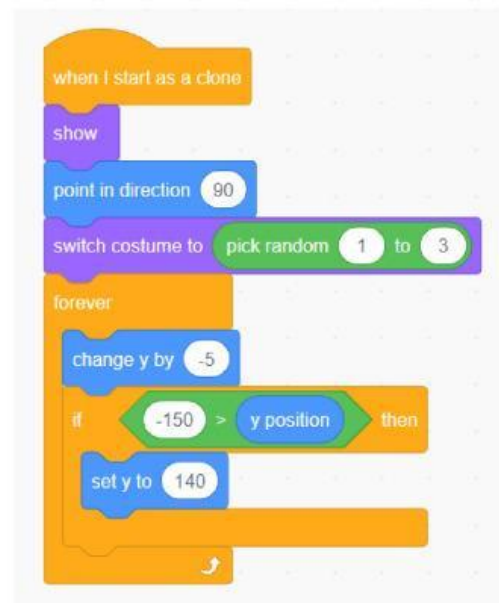 when I start as a clone
show
point in direction 90
switch costume to pick random 1 to 3
forever
change y by -5
if -150 > y position then
set y to 140